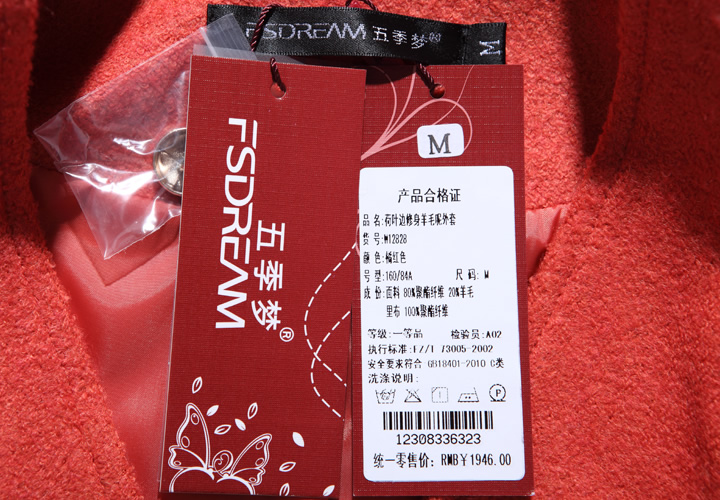 FSDREAM 五季梦® M
FSDREAM
五季梦®
M
产品合格证
品名:荷叶边修身羊毛呢外套
货号:W12828
颜色:橘红色
号型:160/84A 尺码:M
成份:面料 80%聚酯纤维 20%羊毛
里布 100%聚酯纤维
等级:一等品 检验员:A02
执行标准:FZ/T 73005-2002
安全要求符合 GB18401-2010 C类
洗涤说明:
12308336323
统一零售价: RMB¥1946.00